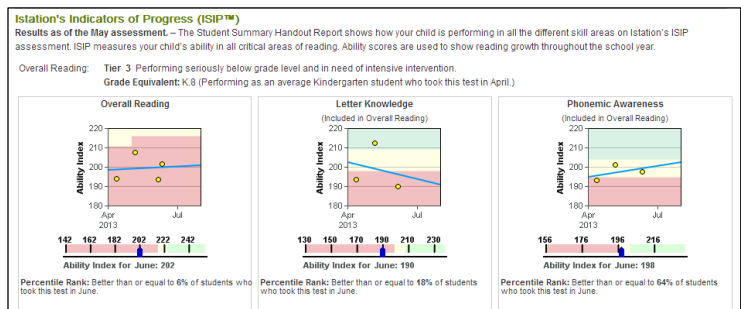 Istation's Indicators of Progress (ISIP™)
Results as of the May assessment. – The Student Summary Handout Report shows how your child is performing in all the different skill areas on Istation's ISIP
assessment. ISIP measures your child's ability in all critical areas of reading. Ability scores are used to show reading growth throughout the school year.
Overall Reading: Tier 3 Performing seriously below grade level and in need of intensive intervention.
Grade Equivalent: K.8 (Performing as an average Kindergarten student who took this test in April.)
Overall Reading
Ability Index
220
210
200
190
180
Apr Jul
2013
142 162 182 202 222 242
Ability Index for June: 202
Percentile Rank: Better than or equal to 6% of students who
took this test in June.
Letter Knowledge
(Included in Overall Reading)
Ability Index
220
210
200
190
180
Apr Jul
2013
130 150 170 190 210 230
Ability Index for June: 190
Percentile Rank: Better than or equal to 18% of students
who took this test in June.
Phonemic Awareness
(Included in Overall Reading)
Ability Index
220
210
200
190
180
Apr Jul
2013
156 176 196 216
Ability Index for June: 198
Percentile Rank: Better than or equal to 64% of students
who took this test in June.